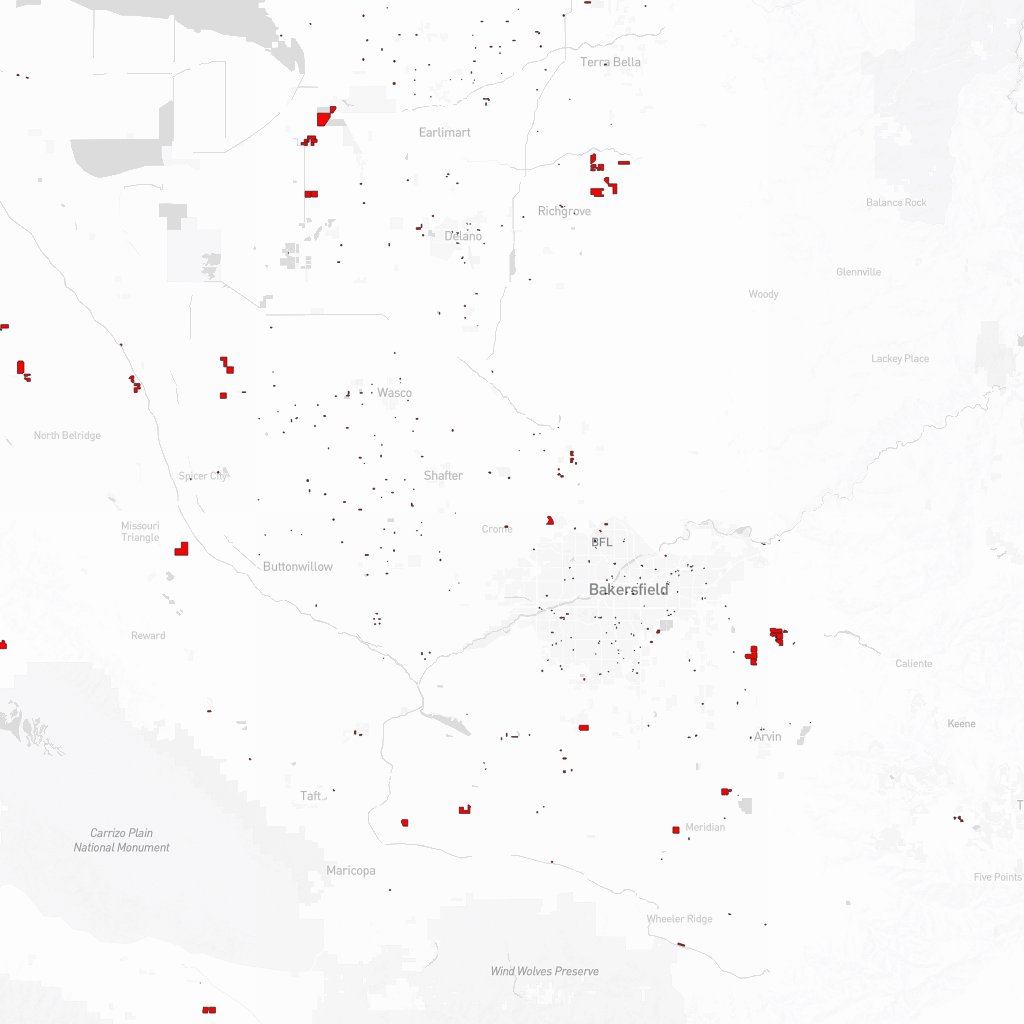 Terra Bella
Earlimart
Balance Rock
Richgrove
Delano
Glennville
Woody
Lackey Place
Wasco
North Belridge
Spicer City
Shafter
Missouri
Triangle
Crome
BFL
Buttonwillow
Bakersfield
Reward
Caliente
Keene
Arvin
Taft
T
Carrizo Plain
National Monument
Meridian
Maricopa
Five Points
Wheeler Ridge
Wind Wolves Preserve